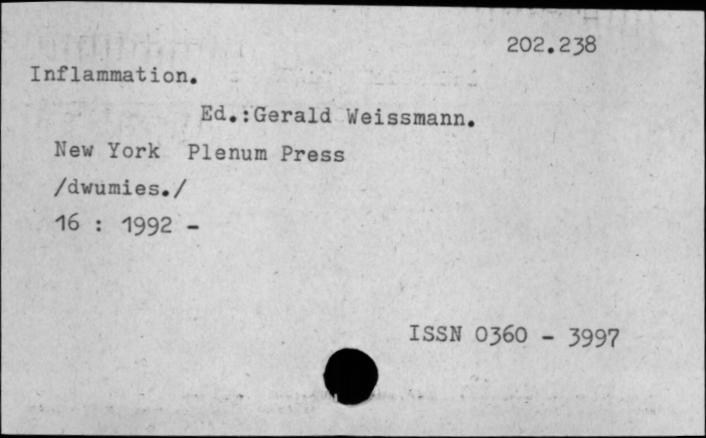 202.238
Inflammation.
Ed.:Gerald Weissmann.
New York Plenum Press
/dwumies./
16 : 1992 -
ISSN 0360 - 3997